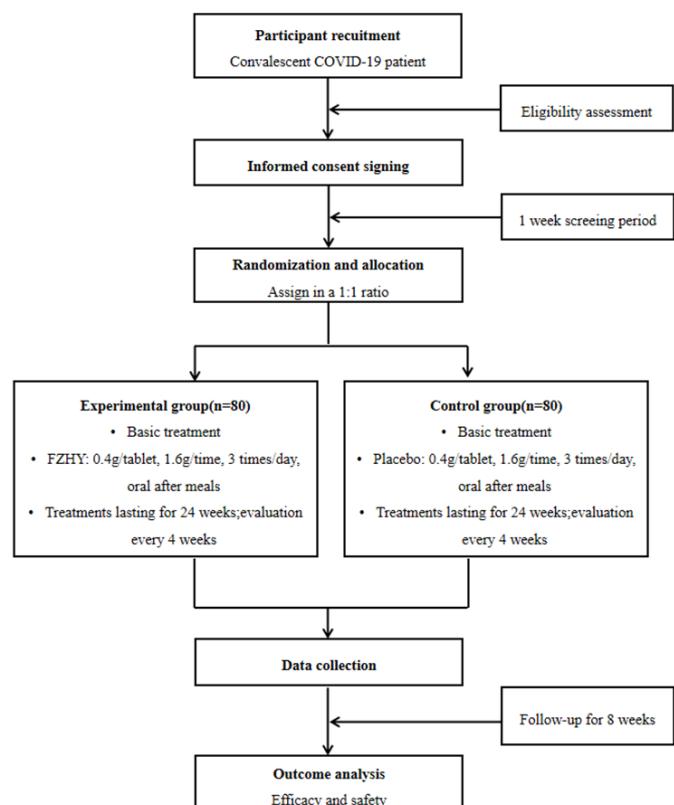 Participant recuitment
Convalescent COVID-19 patient
Eligibility assessment
Informed consent signing
1 week screeing period
Randomization and allocation
Assign in a 1:1 ratio
Experimental group(n=80)
• Basic treatment
• FZHY: 0.4g/tablet, 1.6g/time, 3 times/day,
oral after meals
• Treatments lasting for 24 weeks;evaluation
every 4 weeks
Control group(n=80)
• Basic treatment
• Placebo: 0.4g/tablet, 1.6g/time, 3 times/day,
oral after meals
• Treatments lasting for 24 weeks;evaluation
every 4 weeks
Data collection
Follow-up for 8 weeks
Outcome analysis
Efficacy and safety